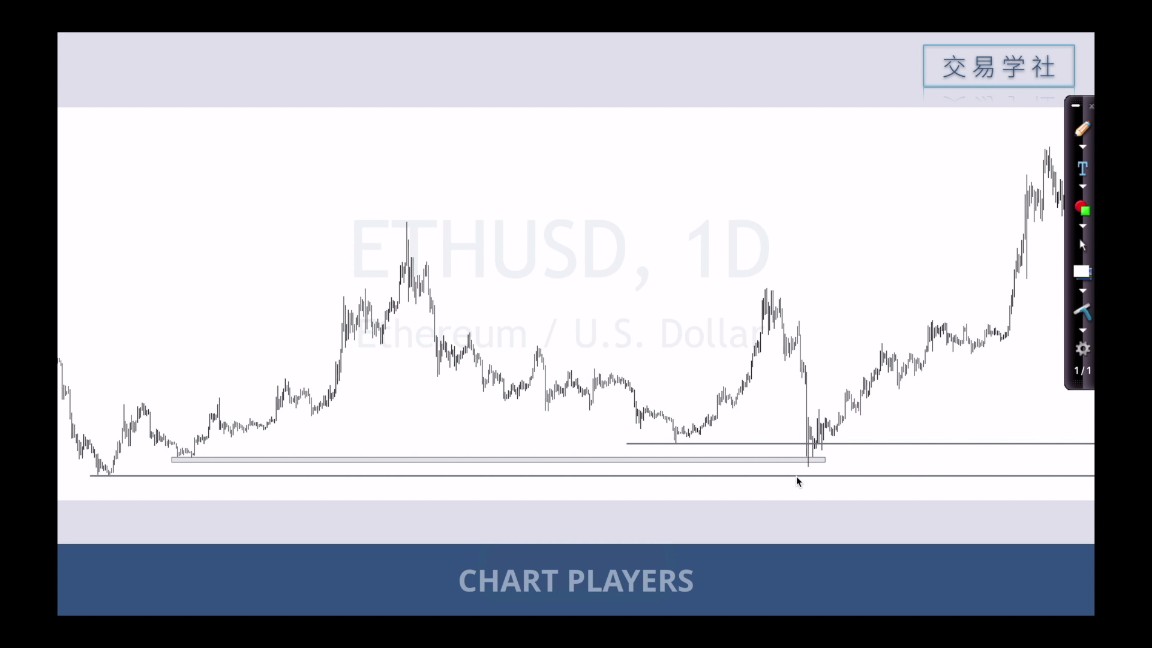 交易学社
ETHUSD, 1D
Ethereum / U.S. Dollar
T
1/1
CHART PLAYERS